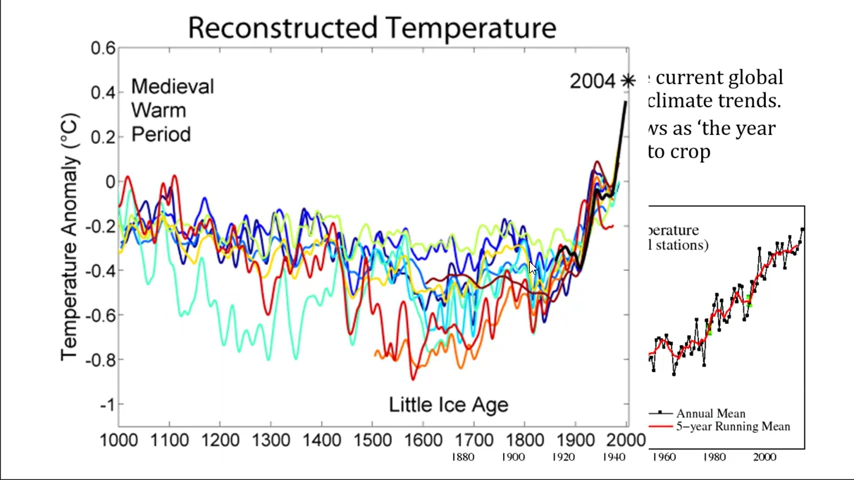 Reconstructed Temperature
0.6
0.4
0.2
0
-0.2
-0.4
-0.6
-0.8
-1
Temperature Anomaly (°C)
Medieval
Warm
Period
2004
Little Ice Age
1000 1100 1200 1300 1400 1500 1600 1700 1800 1900 2000
current global
climate trends.
ws as ‘the year
to crop
perature
l stations)
Annual Mean
5−year Running Mean
1880 1900 1920 1940 1960 1980 2000